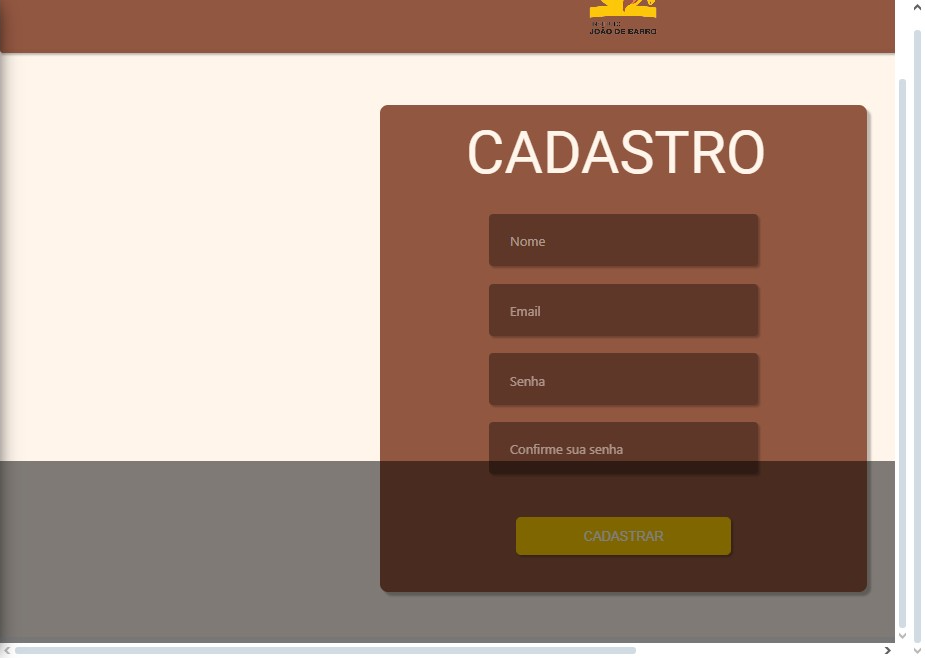 JOÃO DE BARRO
CADASTRO
Nome
Email
Senha
Confirme sua senha
CADASTRAR